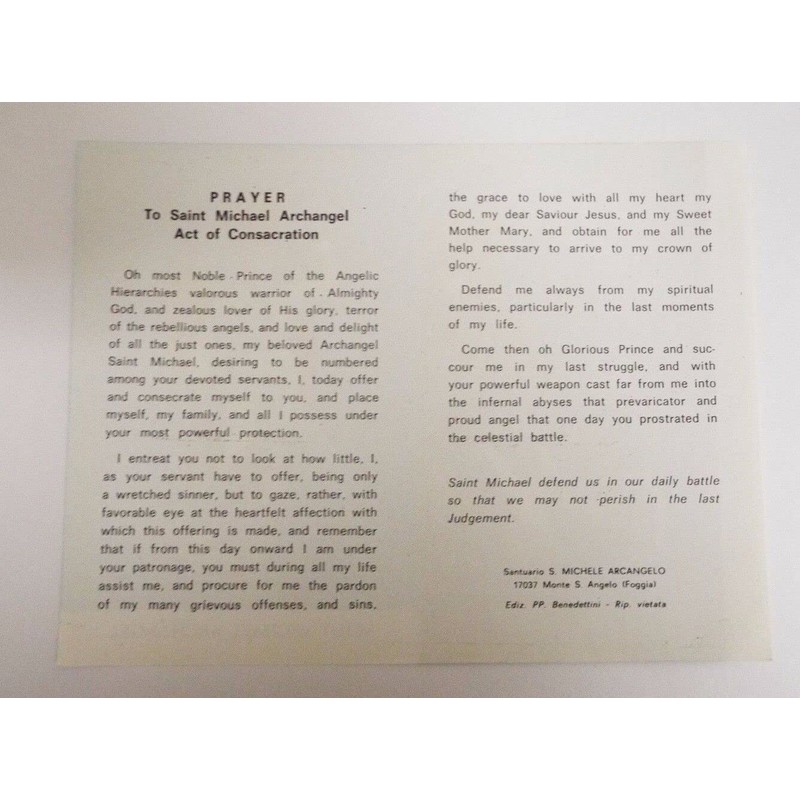 PRAYER
To Saint Michael Archangel
Act of Consacration
Oh most Noble Prince of the Angelic
Hierarchies valorous warrior of Almighty
God, and zealous lover of His glory, terror
of the rebellious angels, and love and delight
of all the just ones, my beloved Archangel
Saint Michael, desiring to be numbered
among your devoted servants, I, today offer
and consecrate myself to you, and place
myself, my family, and all I possess under
your most powerful protection.
I entreat you not to look at how little, I,
as your servant have to offer, being only
a wretched sinner, but to gaze, rather, with
favorable eye at the heartfelt affection with
which this offering is made, and remember
that if from this day onward I am under
your patronage, you must during all my life
assist me, and procure for me the pardon
of my many grievous offenses, and sins,
the grace to love with all my heart my
God, my dear Saviour Jesus, and my Sweet
Mother Mary, and obtain for me all the
help necessary to arrive to my crown of
glory.
Defend me always from my spiritual
enemies, particularly in the last moments
of my life.
Come then oh Glorious Prince and suc-
cour me in my last struggle, and with
your powerful weapon cast far from me into
the infernal abyses that prevaricator and
proud angel that one day you prostrated in
the celestial battle.
Saint Michael defend us in our daily battle
so that we may not perish in the last
Judgement.
Santuario S. MICHELE ARCANGELO
17037 Monte S. Angelo (Foggia)
Ediz. PP. Benedettini - Rip. vietata